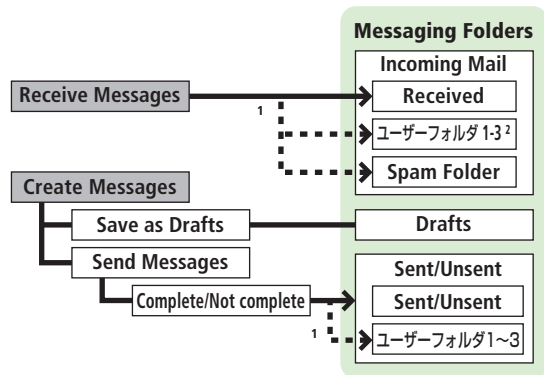 Messaging Folders
Incoming Mail
Receive Messages
Received
1
ユーザーフォルダ 1-3 2
Spam Folder
Create Messages
Save as Drafts
Drafts
Send Messages
Sent/Unsent
Complete/Not complete
Sent/Unsent
1
ユーザーフォルダ1~3